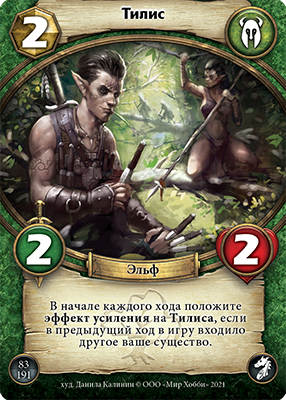 Тилис
2
2
2
Эльф
В начале каждого хода положите
эффект усиления на Тилиса, если
в предыдущий ход в игру входило
другое ваше существо.
83
191
худ. Данила Калинин © ООО «Мир Хобби» 2021